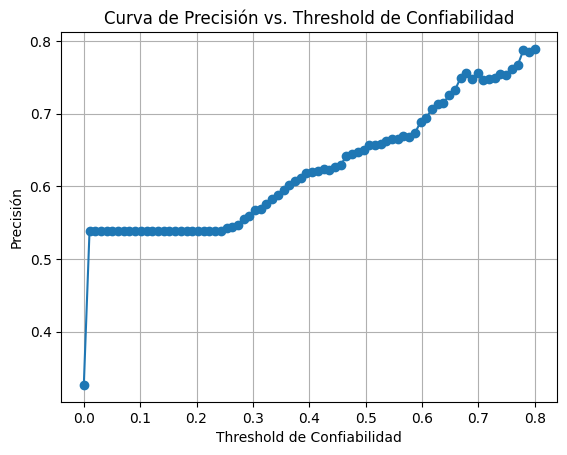 Curva de Precisión vs. Threshold de Confiabilidad
0.8
0.7
0.6
0.5
0.4
Precisión
0.0 0.1 0.2 0.3 0.4 0.5 0.6 0.7 0.8
Threshold de Confiabilidad